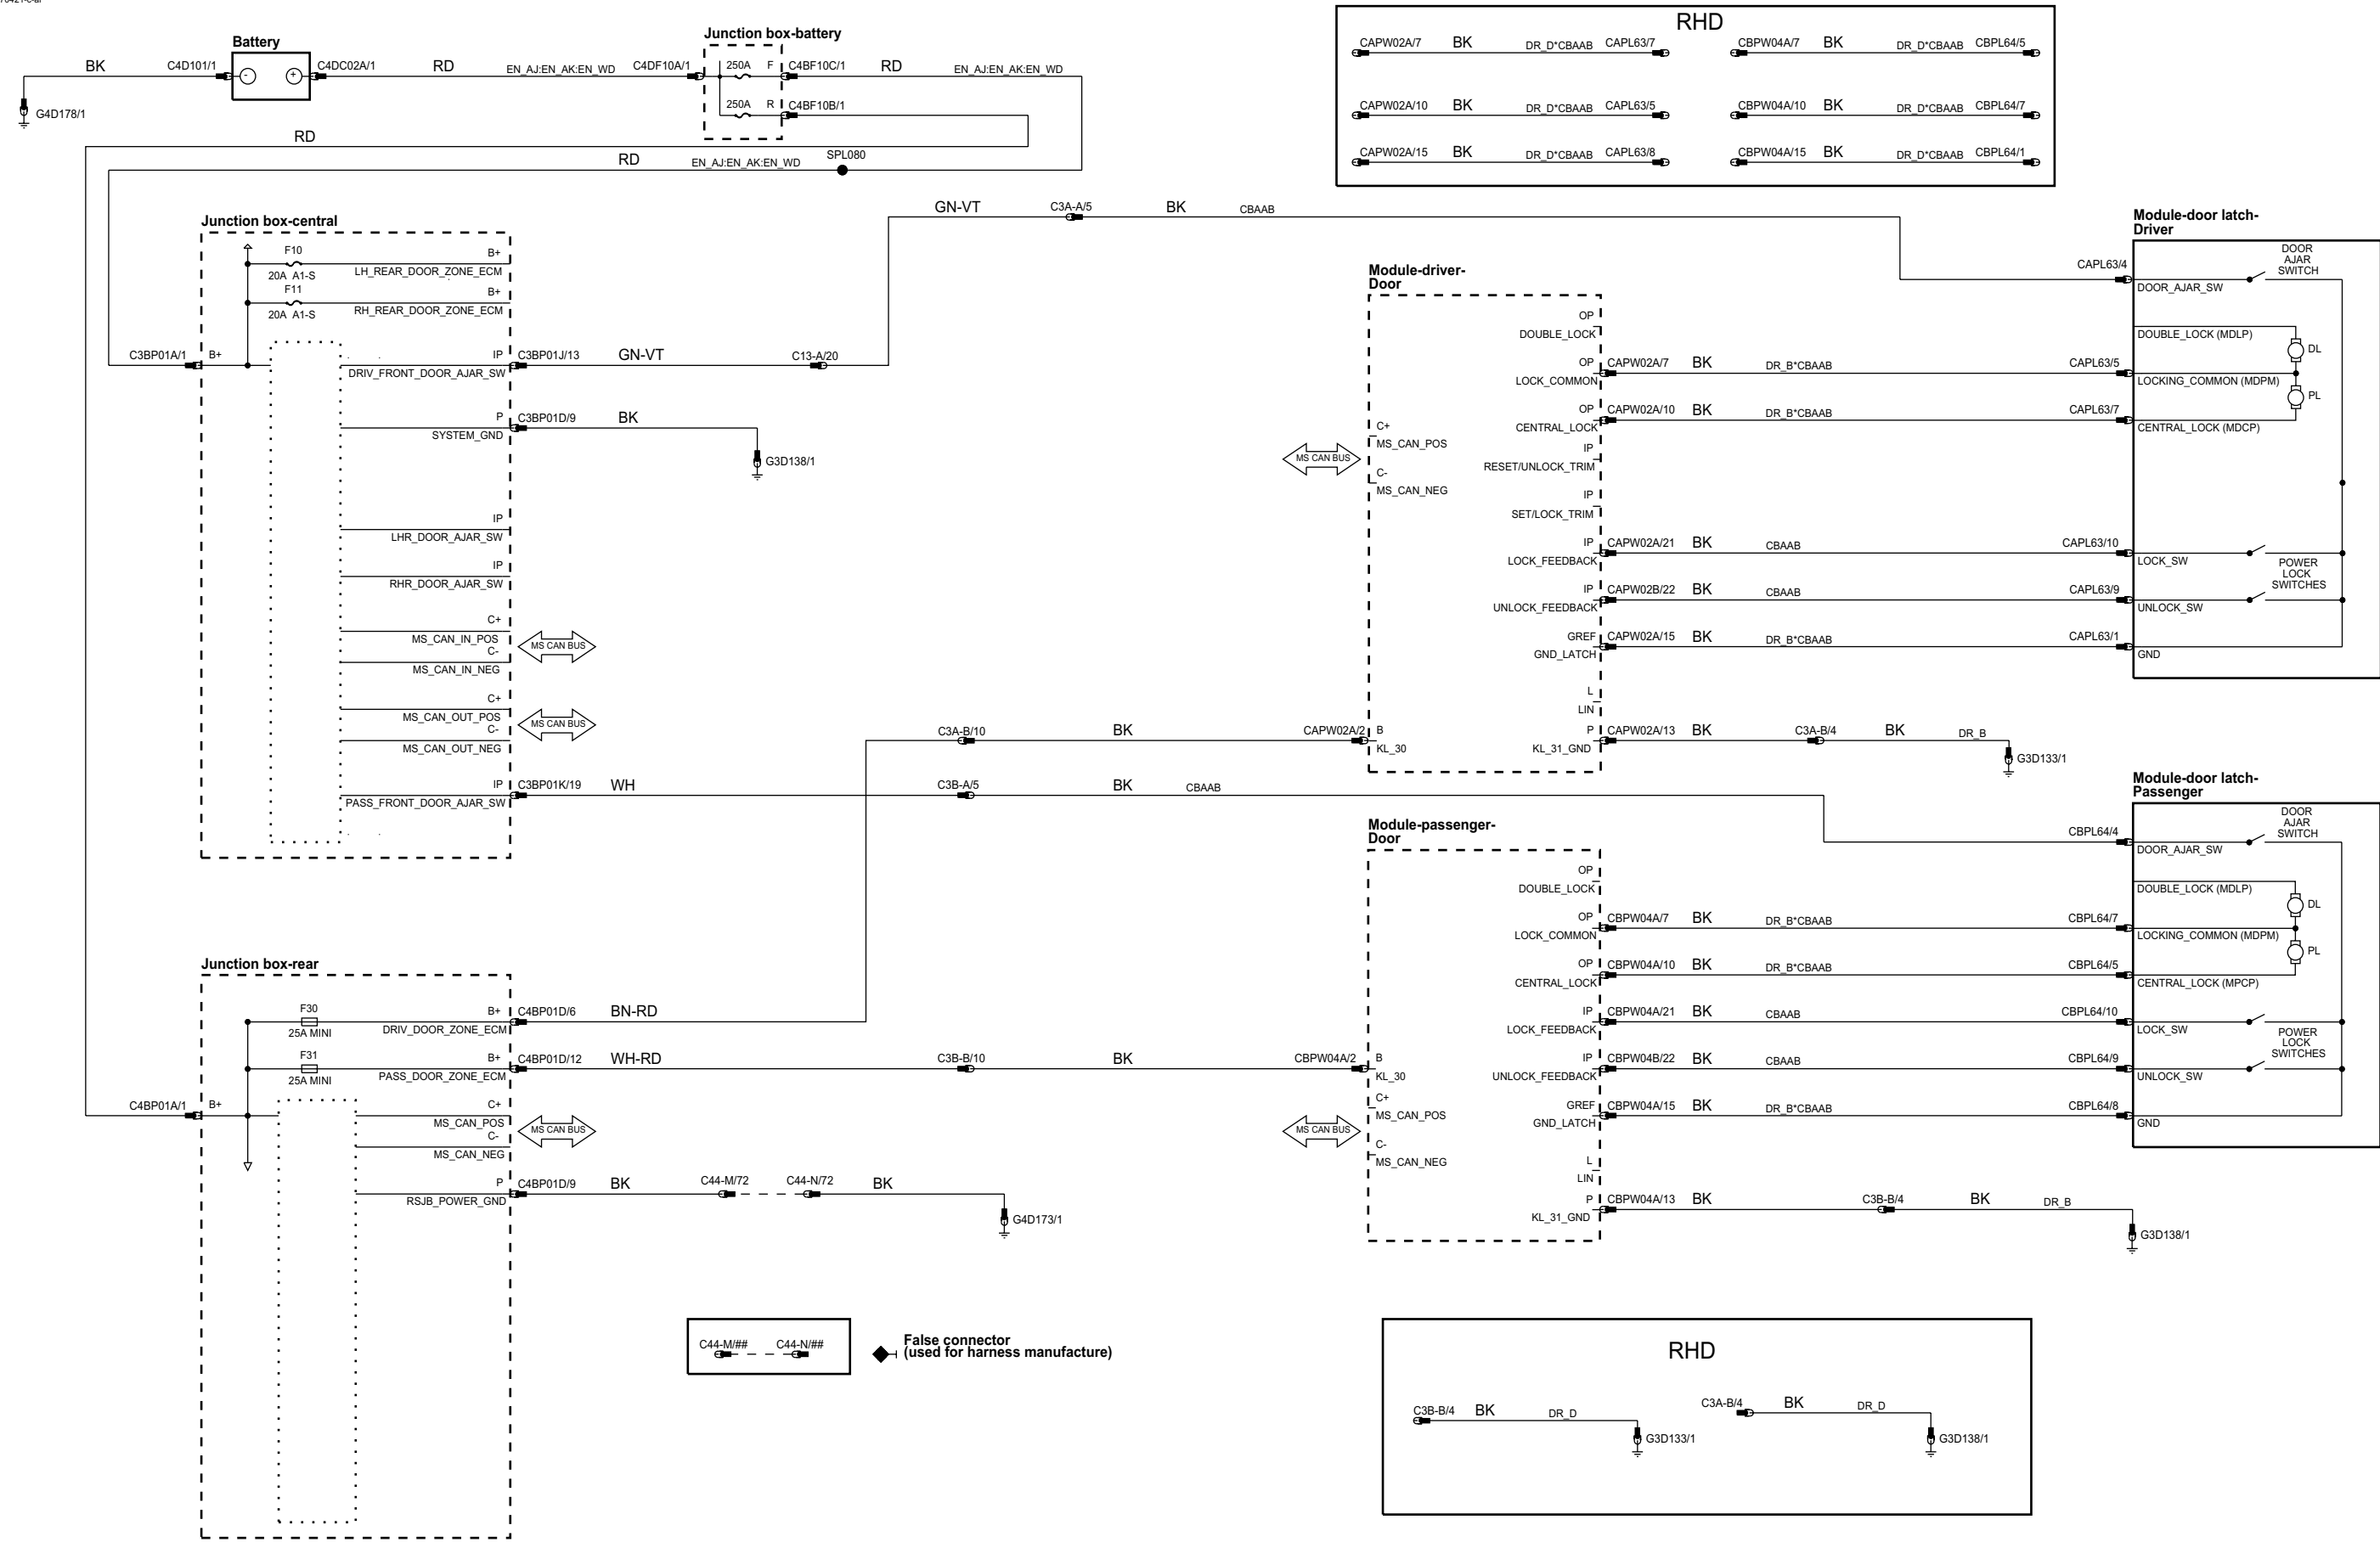 Battery
BK
C4D101/1
-
+
C4DC02A/1
RD
EN_AJ:EN_AK:EN_WD
C4DF10A/1
G4D178/1
Junction box-battery
250A F
C4BF10C/1
RD
EN_AJ:EN_AK:EN_WD
250A R
C4BF10B/1
RD
RD
EN_AJ:EN_AK:EN_WD
SPL080
RHD
CAPW02A/7 BK DR_D*CBAAB CAPL63/7
CBPW04A/7 BK DR_D*CBAAB CBPL64/5
CAPW02A/10 BK DR_D*CBAAB CAPL63/5
CBPW04A/10 BK DR_D*CBAAB CBPL64/7
CAPW02A/15 BK DR_D*CBAAB CAPL63/8
CBPW04A/15 BK DR_D*CBAAB CBPL64/1
GN-VT
C3A-A/5
BK
CBAAB
Junction box-central
F10
20A A1-S
B+
LH_REAR_DOOR_ZONE_ECM
F11
20A A1-S
B+
RH_REAR_DOOR_ZONE_ECM
C3BP01A/1
B+
IP
DRIV_FRONT_DOOR_AJAR_SW
C3BP01J/13
GN-VT
C13-A/20
P
SYSTEM_GND
C3BP01D/9
BK
G3D138/1
IP
LHR_DOOR_AJAR_SW
IP
RHR_DOOR_AJAR_SW
C+
MS_CAN_IN_POS
C-
MS_CAN_IN_NEG
MS CAN BUS
C+
MS_CAN_OUT_POS
C-
MS_CAN_OUT_NEG
MS CAN BUS
IP
PASS_FRONT_DOOR_AJAR_SW
C3BP01K/19
WH
C3B-A/5
BK
CBAAB
C3A-B/10
BK
CAPW02A/2
Module-driver-
Door
OP
DOUBLE_LOCK
OP
LOCK_COMMON
CAPW02A/7 BK DR_B*CBAAB CAPL63/5
OP
CENTRAL_LOCK
CAPW02A/10 BK DR_B*CBAAB CAPL63/7
C+
MS_CAN_POS
C-
MS_CAN_NEG
MS CAN BUS
IP
RESET/UNLOCK_TRIM
IP
SET/LOCK_TRIM
IP
LOCK_FEEDBACK
CAPW02A/21 BK CBAAB CAPL63/10
IP
UNLOCK_FEEDBACK
CAPW02B/22 BK CBAAB CAPL63/9
GREF
GND_LATCH
CAPW02A/15 BK DR_B*CBAAB CAPL63/1
L
LIN
B
KL_30
P
KL_31_GND
CAPW02A/13 BK
C3A-B/4
BK
DR_B
G3D133/1
Module-door latch-
Driver
CAPL63/4
DOOR
AJAR
SWITCH
DOOR_AJAR_SW
DOUBLE_LOCK (MDLP)
DL
LOCKING_COMMON (MDPM)
PL
CENTRAL_LOCK (MDCP)
LOCK_SW
POWER
LOCK
SWITCHES
UNLOCK_SW
GND
Module-passenger-
Door
OP
DOUBLE_LOCK
OP
LOCK_COMMON
CBPW04A/7 BK DR_B*CBAAB CBPL64/7
OP
CENTRAL_LOCK
CBPW04A/10 BK DR_B*CBAAB CBPL64/5
IP
LOCK_FEEDBACK
CBPW04A/21 BK CBAAB CBPL64/10
IP
UNLOCK_FEEDBACK
CBPW04B/22 BK CBAAB CBPL64/9
GREF
GND_LATCH
CBPW04A/15 BK DR_B*CBAAB CBPL64/8
B
KL_30
C+
MS_CAN_POS
C-
MS_CAN_NEG
MS CAN BUS
L
LIN
P
KL_31_GND
CBPW04A/13 BK
C3B-B/4
BK
DR_B
G3D138/1
Module-door latch-
Passenger
CBPL64/4
DOOR
AJAR
SWITCH
DOOR_AJAR_SW
DOUBLE_LOCK (MDLP)
DL
LOCKING_COMMON (MDPM)
PL
CENTRAL_LOCK (MPCP)
LOCK_SW
POWER
LOCK
SWITCHES
UNLOCK_SW
GND
Junction box-rear
F30
25A MINI
B+
DRIV_DOOR_ZONE_ECM
C4BP01D/6
BN-RD
F31
25A MINI
B+
PASS_DOOR_ZONE_ECM
C4BP01D/12
WH-RD
C3B-B/10
BK
CBPW04A/2
C4BP01A/1
B+
C+
MS_CAN_POS
C-
MS_CAN_NEG
MS CAN BUS
P
RSJB_POWER_GND
C4BP01D/9
BK
C44-M/72
C44-N/72
BK
G4D173/1
C44-M/##
C44-N/##
False connector
(used for harness manufacture)
RHD
C3B-B/4 BK DR_D
G3D133/1
C3A-B/4 BK DR_D
G3D138/1